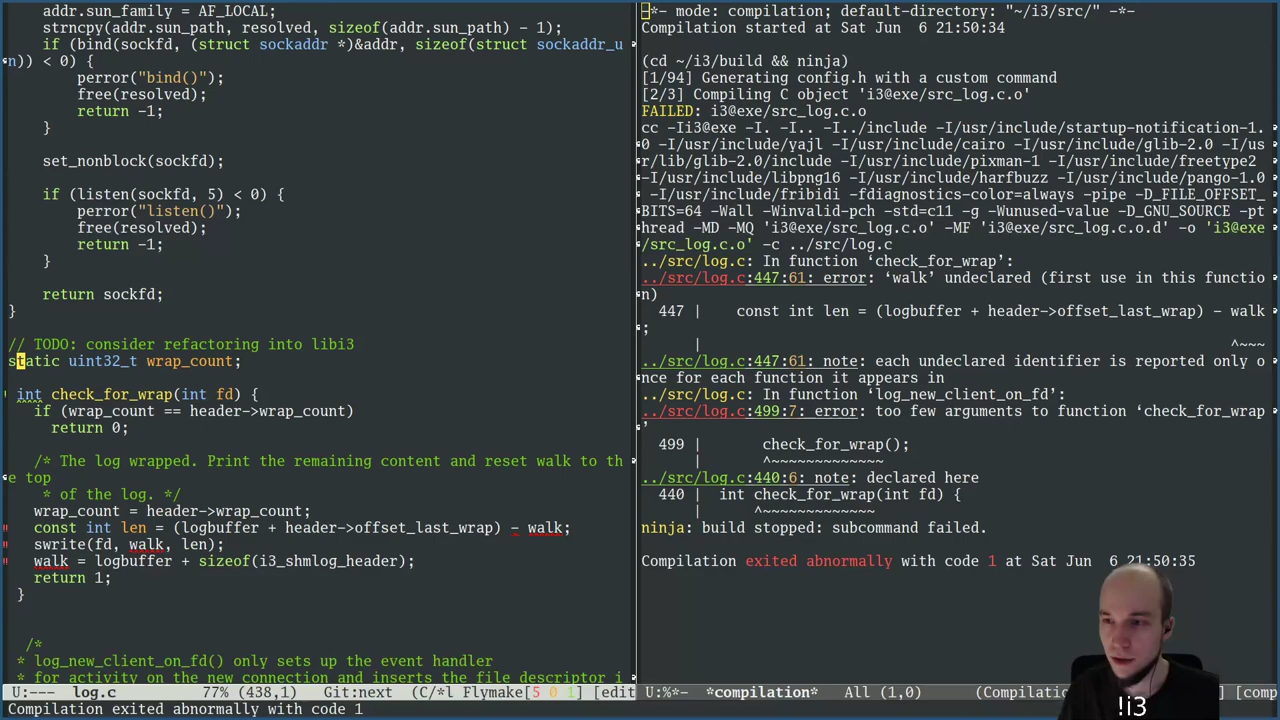 addr.sun_family = AF_LOCAL;
strncpy(addr.sun_path, resolved, sizeof(addr.sun_path) - 1);
if (bind(sockfd, (struct sockaddr *)&addr, sizeof(struct sockaddr_u
n)) < 0) {
perror("bind()");
free(resolved);
return -1;
}
set_nonblock(sockfd);
if (listen(sockfd, 5) < 0) {
perror("listen()");
free(resolved);
return -1;
}
return sockfd;
}
// TODO: consider refactoring into libi3
static uint32_t wrap_count;
int check_for_wrap(int fd) {
if (wrap_count == header->wrap_count)
return 0;
/* The log wrapped. Print the remaining content and reset walk to th
e top
* of the log. */
wrap_count = header->wrap_count;
const int len = (logbuffer + header->offset_last_wrap) - walk;
swrite(fd, walk, len);
walk = logbuffer + sizeof(i3_shmlog_header);
return 1;
}
/*
* log_new_client_on_fd() only sets up the event handler
* for activity on the new connection and inserts the file descriptor i
U:--- log.c 77% (438,1) Git:next (C/*l Flymake[5 0 1] [edit
Compilation exited abnormally with code 1
-*- mode: compilation; default-directory: "~/i3/src/" -*-
Compilation started at Sat Jun 6 21:50:34
(cd ~/i3/build && ninja)
[1/94] Generating config.h with a custom command
[2/3] Compiling C object 'i3@exe/src_log.c.o'
FAILED: i3@exe/src_log.c.o
cc -Ii3@exe -I. -I.. -I../include -I/usr/include/startup-notification-1.
0 -I/usr/include/yajl -I/usr/include/cairo -I/usr/include/glib-2.0 -I/us
r/lib/glib-2.0/include -I/usr/include/pixman-1 -I/usr/include/freetype2
-I/usr/include/libpng16 -I/usr/include/harfbuzz -I/usr/include/pango-1.0
-I/usr/include/fribidi -fdiagnostics-color=always -pipe -D_FILE_OFFSET_
BITS=64 -Wall -Winvalid-pch -std=c11 -g -Wunused-value -D_GNU_SOURCE -pt
hread -MD -MQ 'i3@exe/src_log.c.o' -MF 'i3@exe/src_log.c.o.d' -o 'i3@exe
/src_log.c.o' -c ../src/log.c
../src/log.c: In function ‘check_for_wrap’:
../src/log.c:447:61: error: ‘walk’ undeclared (first use in this functio
n)
447 | const int len = (logbuffer + header->offset_last_wrap) - walk
;
| ^~~~
../src/log.c:447:61: note: each undeclared identifier is reported only o
nce for each function it appears in
../src/log.c: In function ‘log_new_client_on_fd’:
../src/log.c:499:7: error: too few arguments to function ‘check_for_wrap
’
499 | check_for_wrap();
| ^~~~~~~~~~~~~~
../src/log.c:440:6: note: declared here
440 | int check_for_wrap(int fd) {
| ^~~~~~~~~~~~~~
ninja: build stopped: subcommand failed.
Compilation exited abnormally with code 1 at Sat Jun 6 21:50:35
U:%*- *compilation* All (1,0) (Compilatio ] [comp
!i3